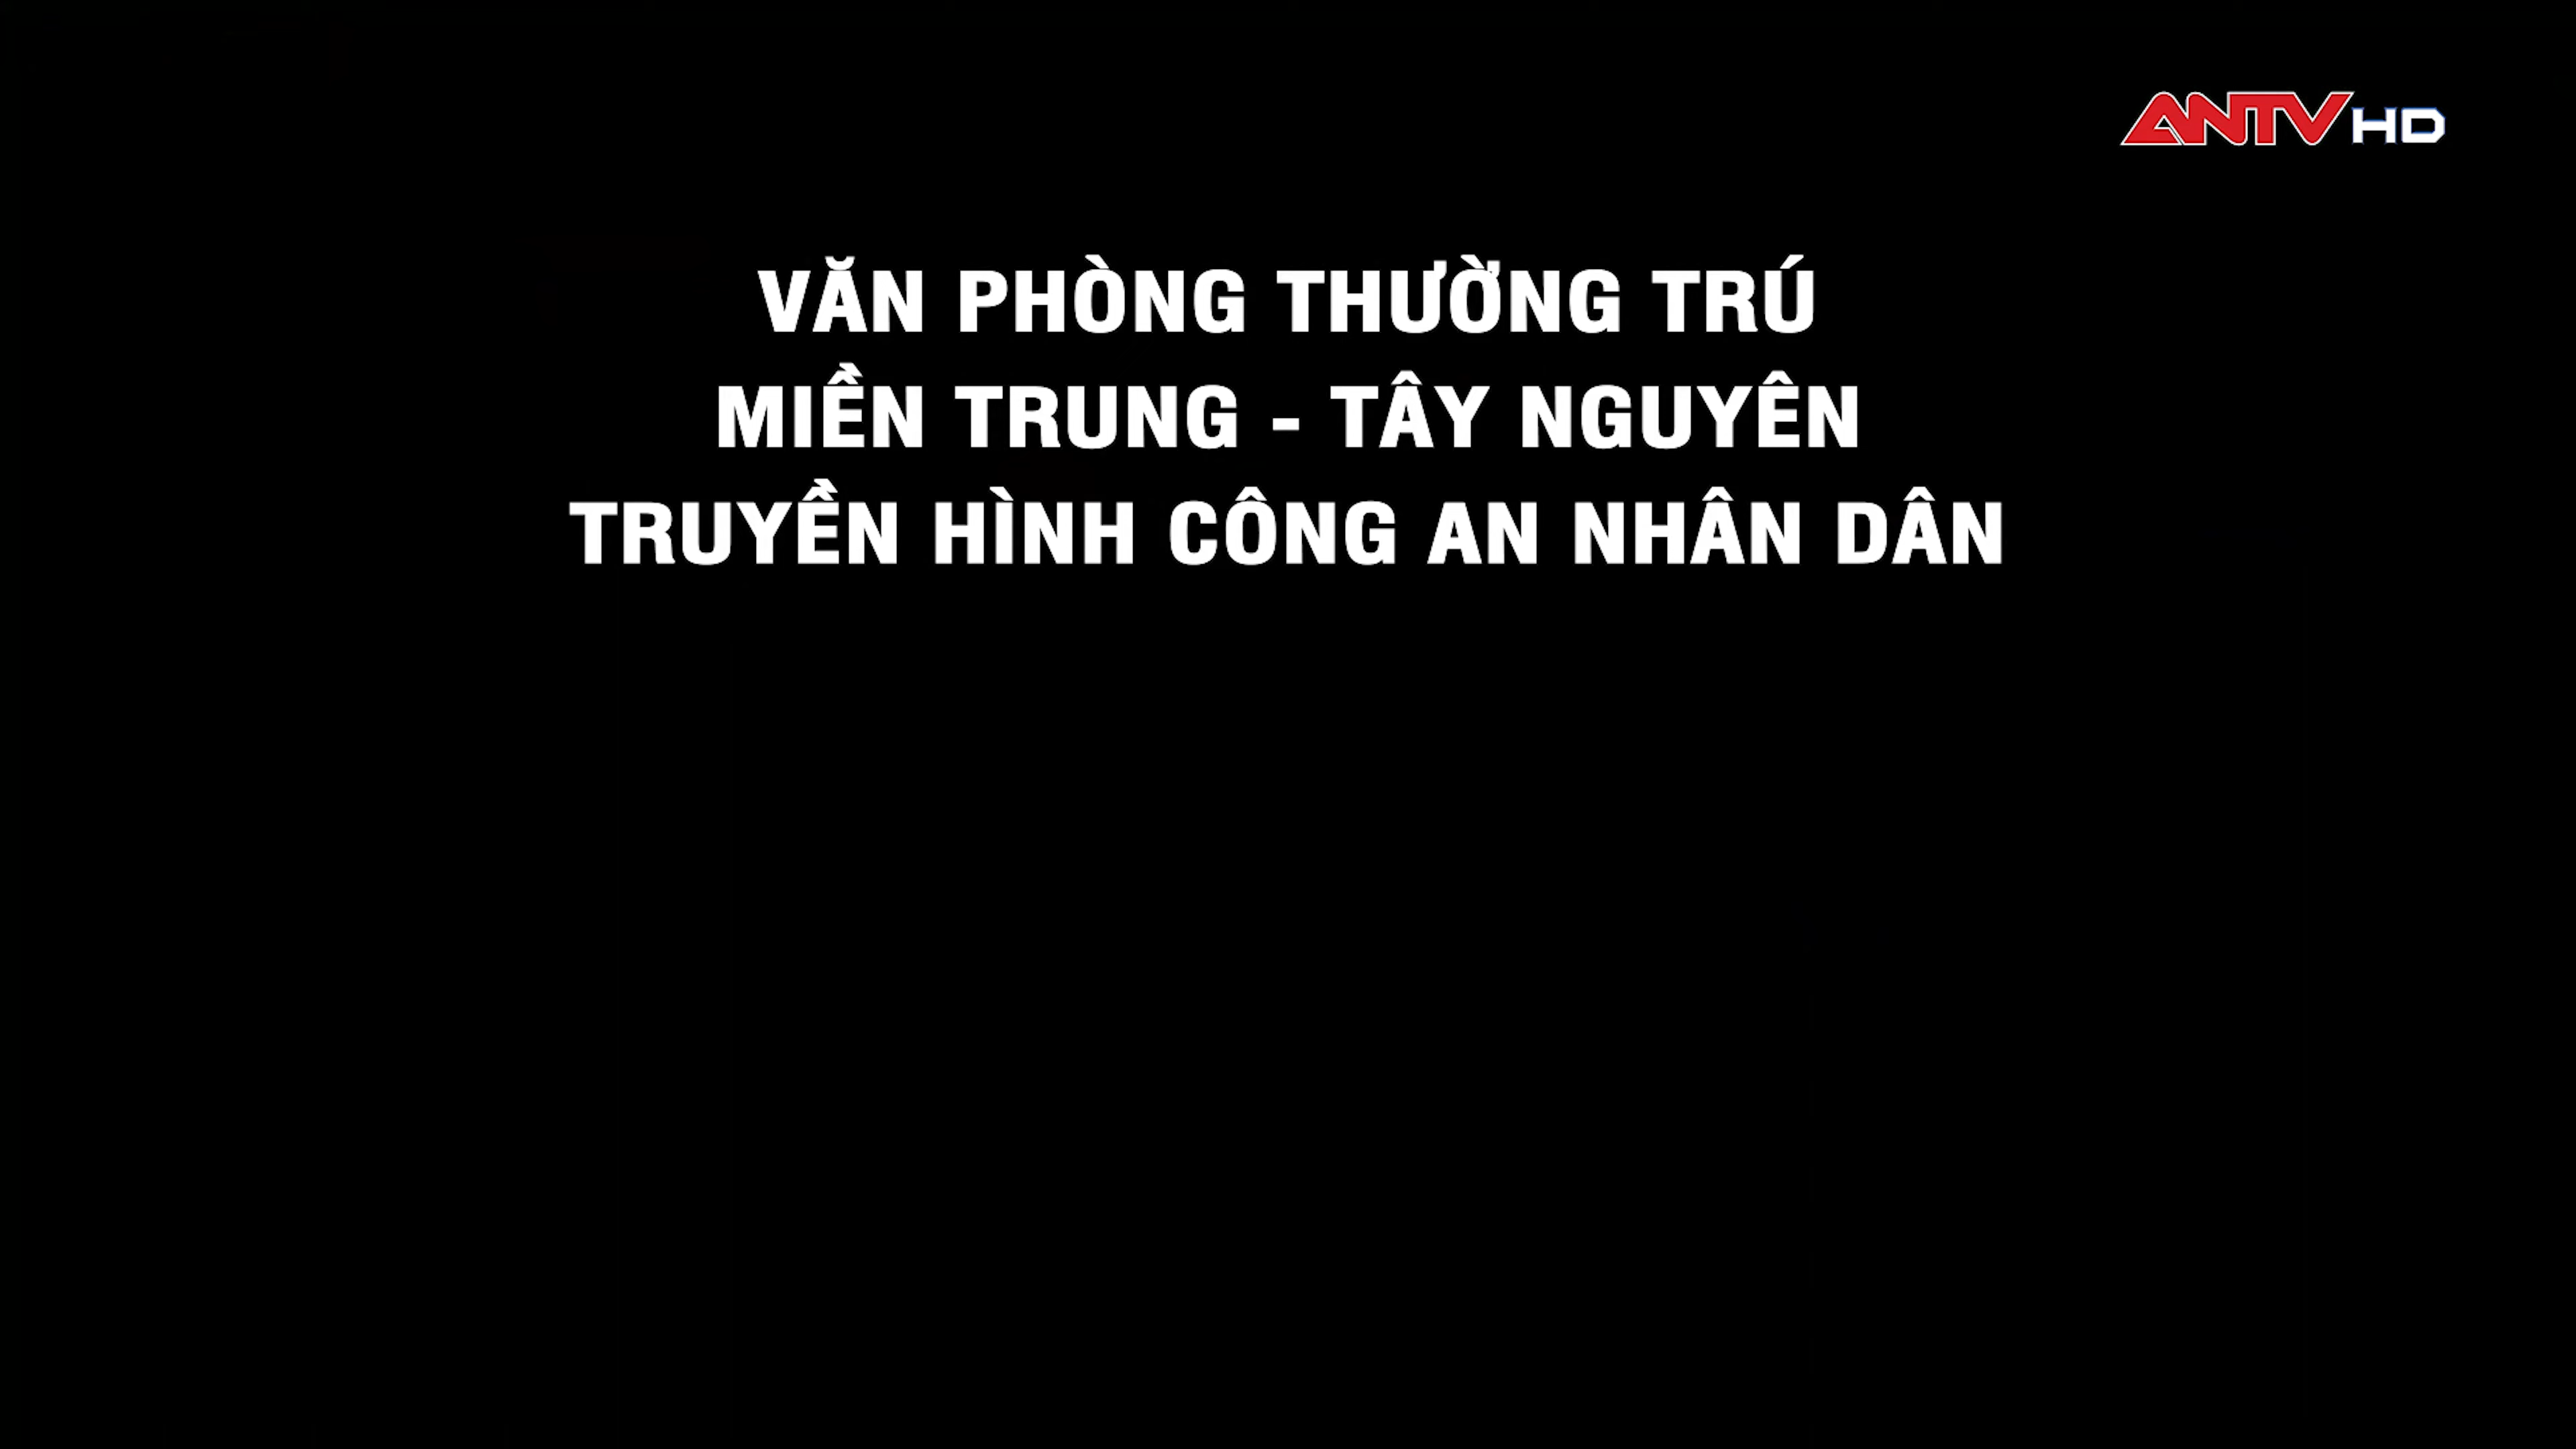 ANTV HD
VĂN PHÒNG THƯỜNG TRÚ
MIỀN TRUNG - TÂY NGUYÊN
TRUYỀN HÌNH CÔNG AN NHÂN DÂN